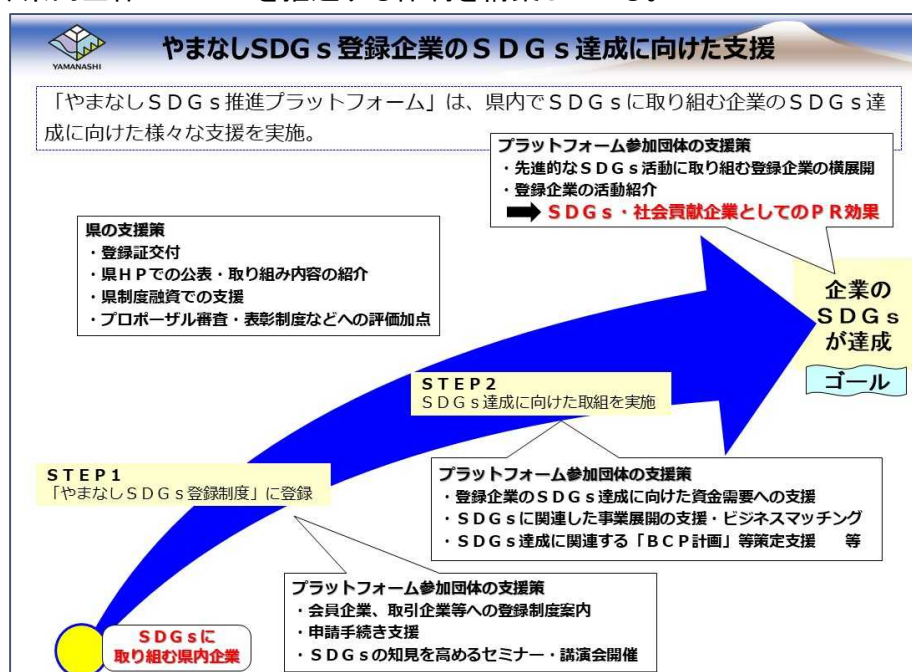 YAMANASHI
やまなしSDGs登録企業のＳＤＧｓ達成に向けた支援
「やまなしＳＤＧｓ推進プラットフォーム」は、県内でＳＤＧｓに取り組む企業のＳＤＧｓ達
成に向けた様々な支援を実施。
プラットフォーム参加団体の支援策
・先進的なＳＤＧｓ活動に取り組む登録企業の横展開
・登録企業の活動紹介
➡ ＳＤＧｓ・社会貢献企業としてのＰＲ効果
県の支援策
・登録証交付
・県ＨＰでの公表・取り組み内容の紹介
・県制度融資での支援
・プロポーザル審査・表彰制度などへの評価加点
企業の
ＳＤＧｓ
が達成
ゴール
ＳＴＥＰ２
ＳＤＧｓ達成に向けた取組を実施
プラットフォーム参加団体の支援策
・登録企業のＳＤＧｓ達成に向けた資金需要への支援
・ＳＤＧｓに関連した事業展開の支援・ビジネスマッチング
・ＳＤＧｓ達成に関連する「ＢＣＰ計画」等策定支援　等
ＳＴＥＰ１
「やまなしＳＤＧｓ登録制度」に登録
プラットフォーム参加団体の支援策
・会員企業、取引企業等への登録制度案内
・申請手続き支援
・ＳＤＧｓの知見を高めるセミナー・講演会開催
ＳＤＧｓに
取り組む県内企業